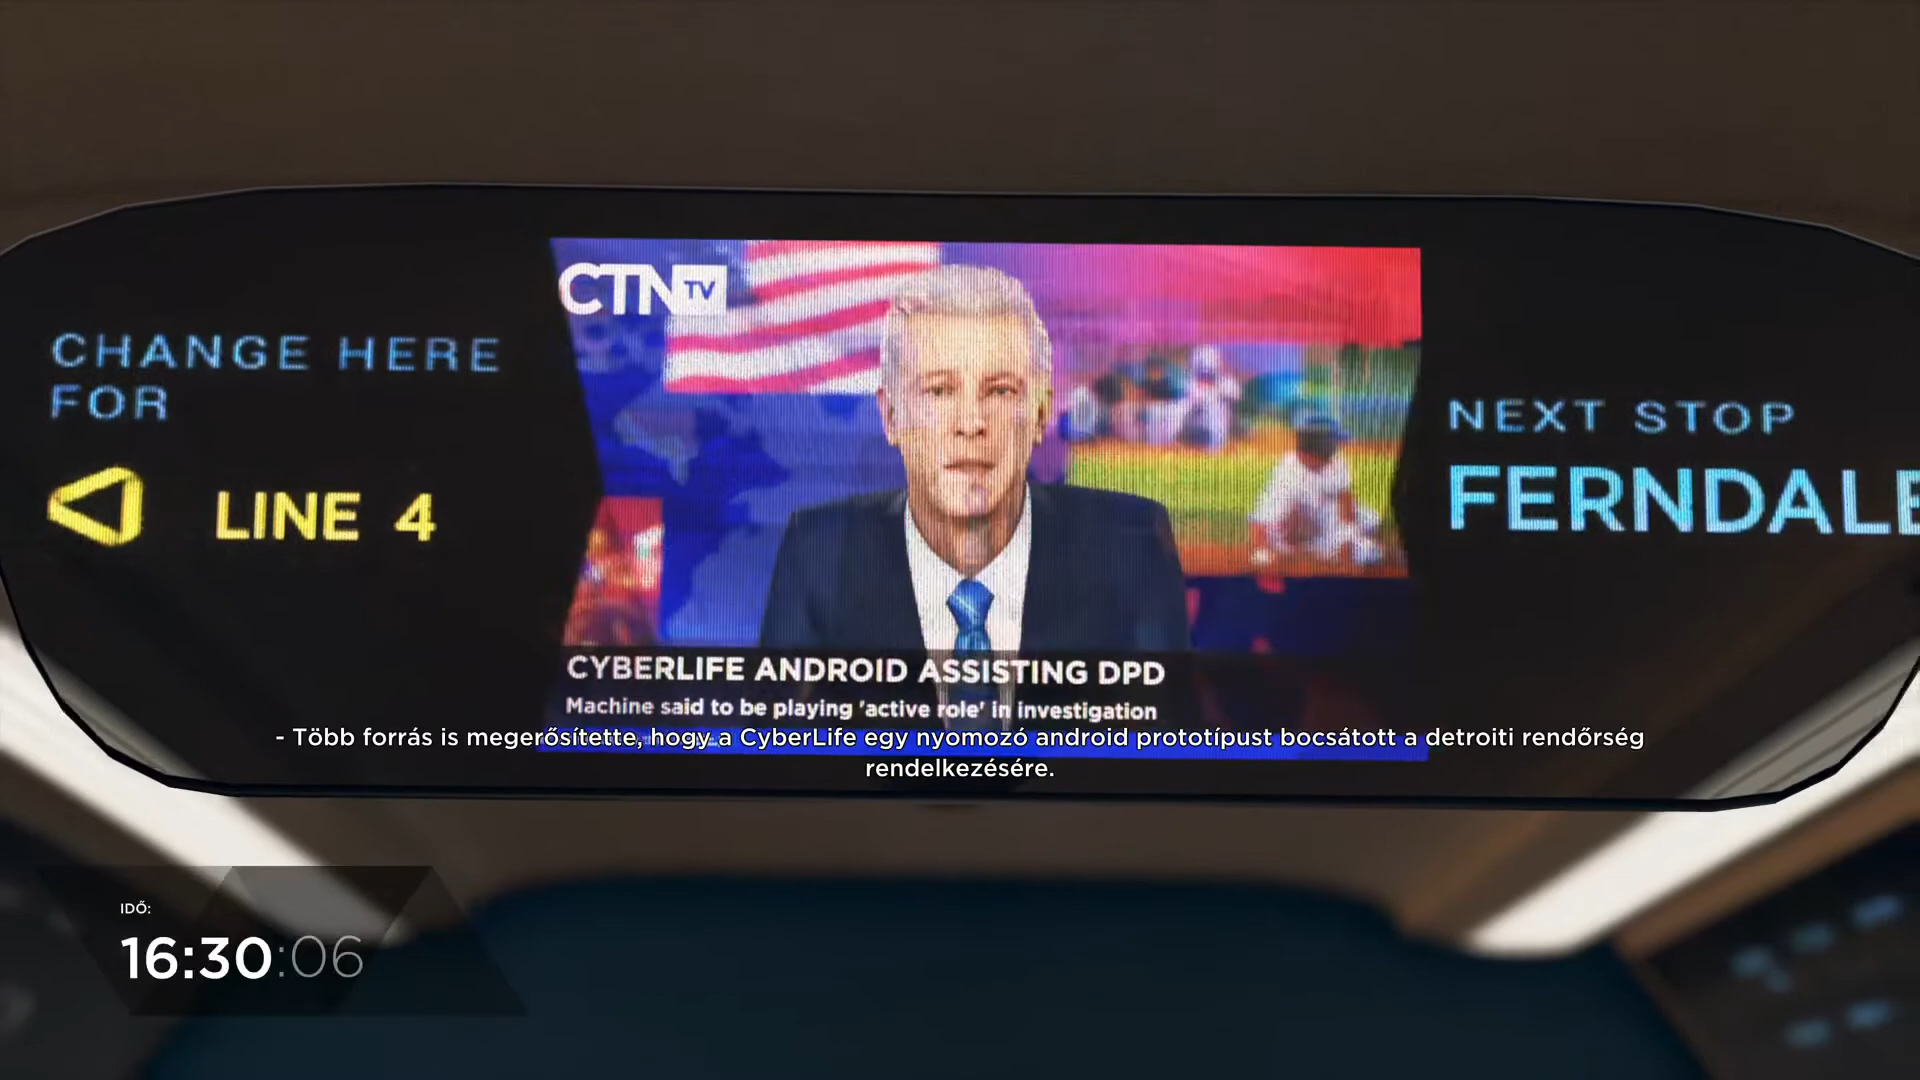 CTN TV
CHANGE HERE
FOR
LINE 4
NEXT STOP
FERNDALE
CYBERLIFE ANDROID ASSISTING DPD
Machine said to be playing 'active role' in investigation
- Több forrás is megerősítette, hogy a CyberLife egy nyomozó android prototípust bocsátott a detroiti rendőrség
rendelkezésére.
IDŐ:
16:30:06